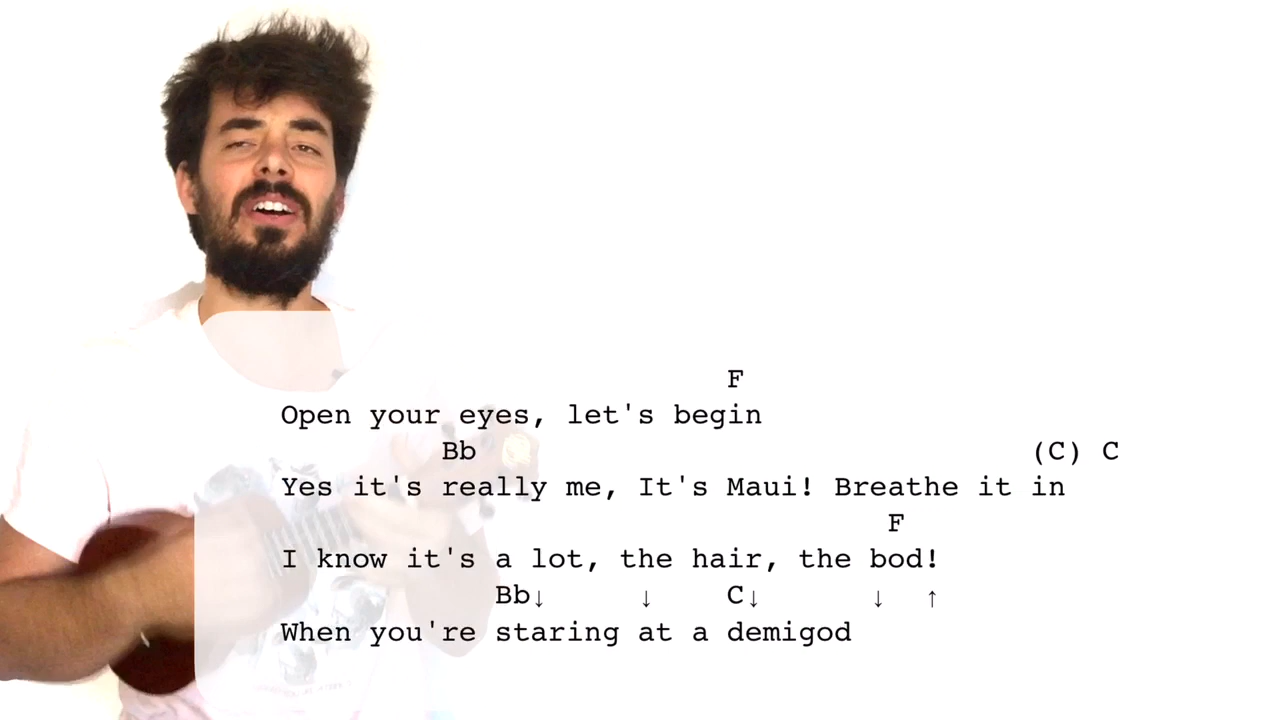 F
Open your eyes, let's begin
Bb (C) C
Yes it's really me, It's Maui! Breathe it in
F
I know it's a lot, the hair, the bod!
Bb↓ ↓ C↓ ↓ ↑
When you're staring at a demigod